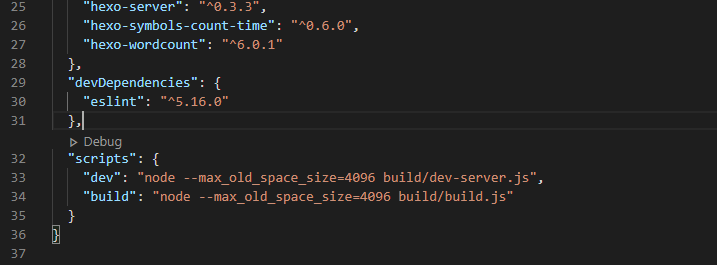 25 "hexo-server": "^0.3.3",
26 "hexo-symbols-count-time": "^0.6.0",
27 "hexo-wordcount": "^6.0.1"
28 },
29 "devDependencies": {
30 "eslint": "^5.16.0"
31 },
Debug
32 "scripts": {
33 "dev": "node --max_old_space_size=4096 build/dev-server.js",
34 "build": "node --max_old_space_size=4096 build/build.js"
35 }
36 }
37